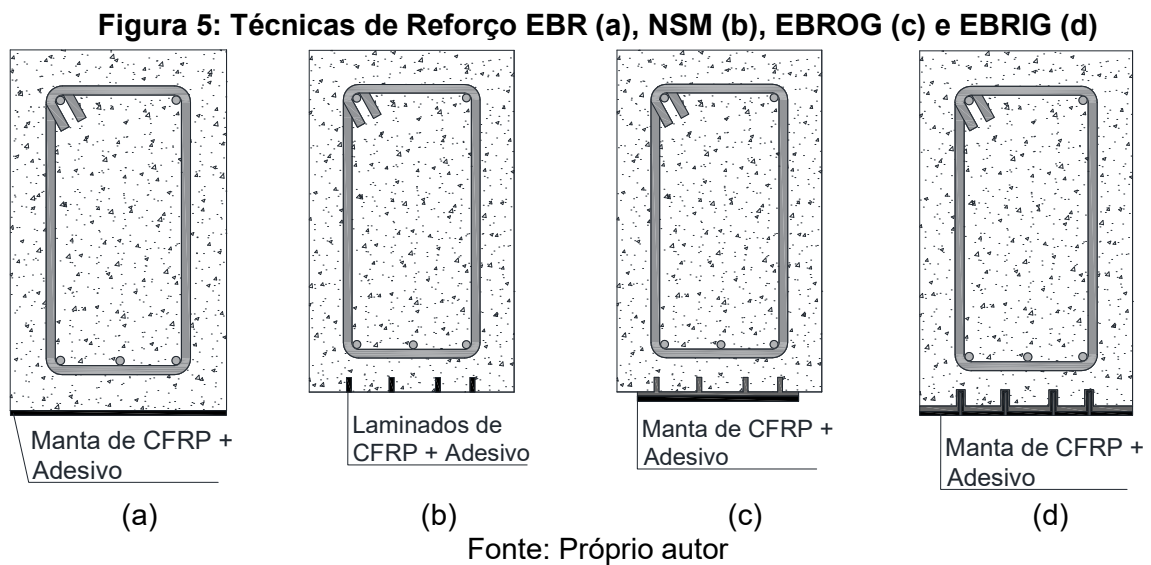 Figura 5: Técnicas de Reforço EBR (a), NSM (b), EBROG (c) e EBRIG (d)
Manta de CFRP +
Adesivo
Laminados de
CFRP + Adesivo
Manta de CFRP +
Adesivo
Manta de CFRP +
Adesivo
(a)
(b)
(c)
(d)
Fonte: Próprio autor